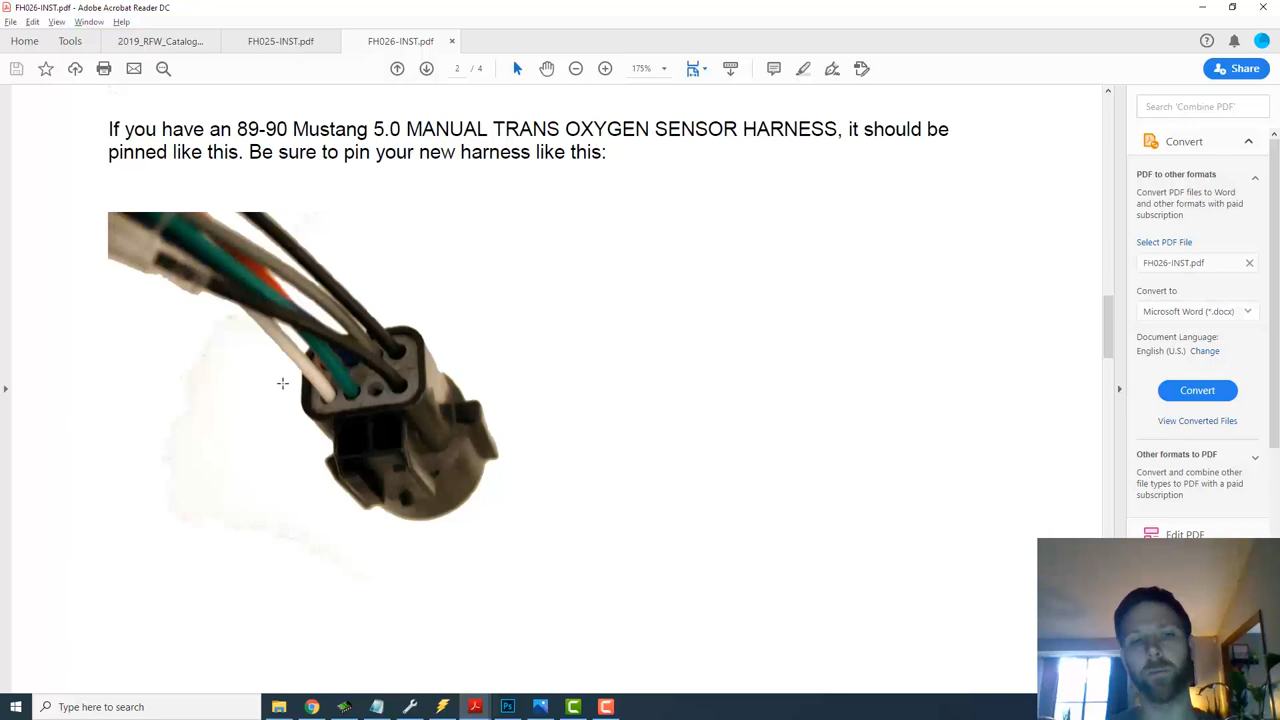 FH026-INST.pdf - Adobe Acrobat Reader DC
File Edit View Window Help
Home Tools 2019_RFW_Catalog... FH025-INST.pdf FH026-INST.pdf
2 / 4 175% Share
If you have an 89-90 Mustang 5.0 MANUAL TRANS OXYGEN SENSOR HARNESS, it should be
pinned like this. Be sure to pin your new harness like this:
Search 'Combine PDF'
Convert
PDF to other formats
Convert PDF files to Word
and other formats with paid
subscription
Select PDF File
FH026-INST.pdf
Convert to
Microsoft Word (*.docx)
Document Language:
English (U.S.) Change
Convert
View Converted Files
Other formats to PDF
Convert and combine other
file types to PDF with a paid
subscription
Edit PDF
Type here to search